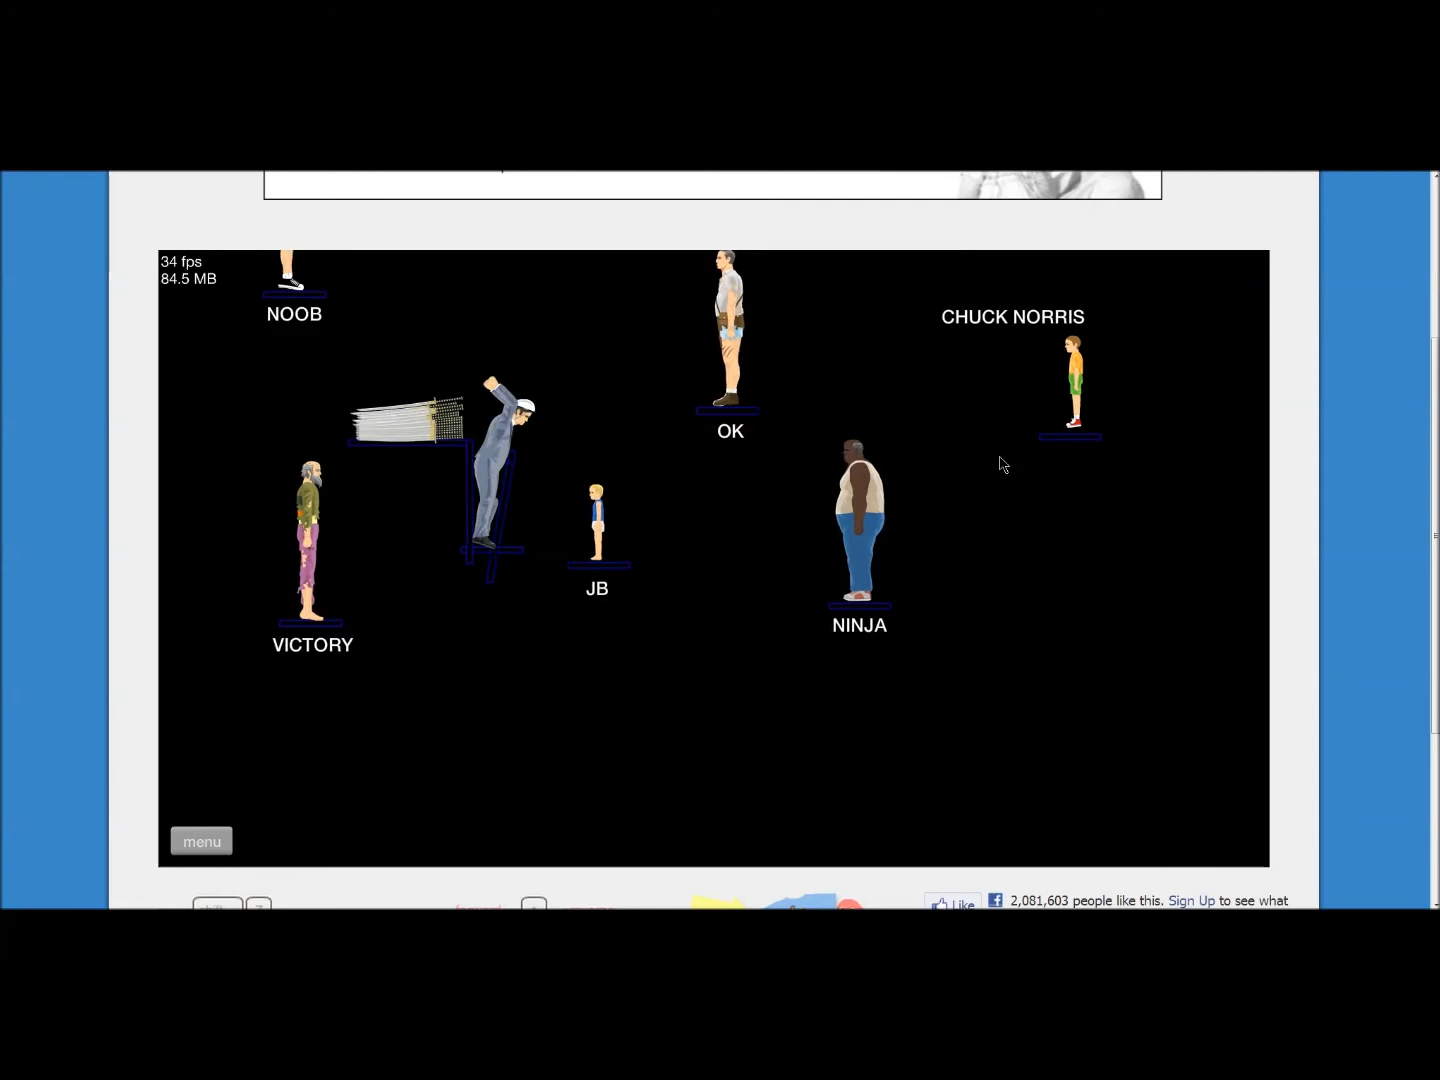 34 fps
84.5 MB
NOOB
CHUCK NORRIS
OK
JB
NINJA
VICTORY
menu
Like
2,081,603 people like this. Sign Up to see what